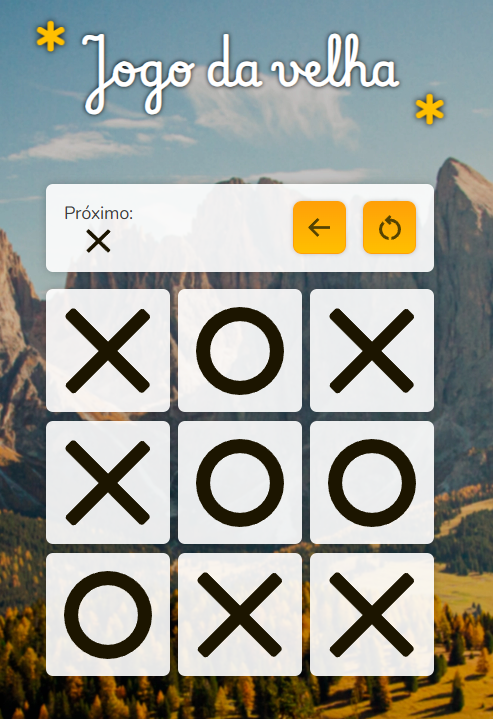 Jogo da velha
Próximo:
X
X O X
X O O
O X X